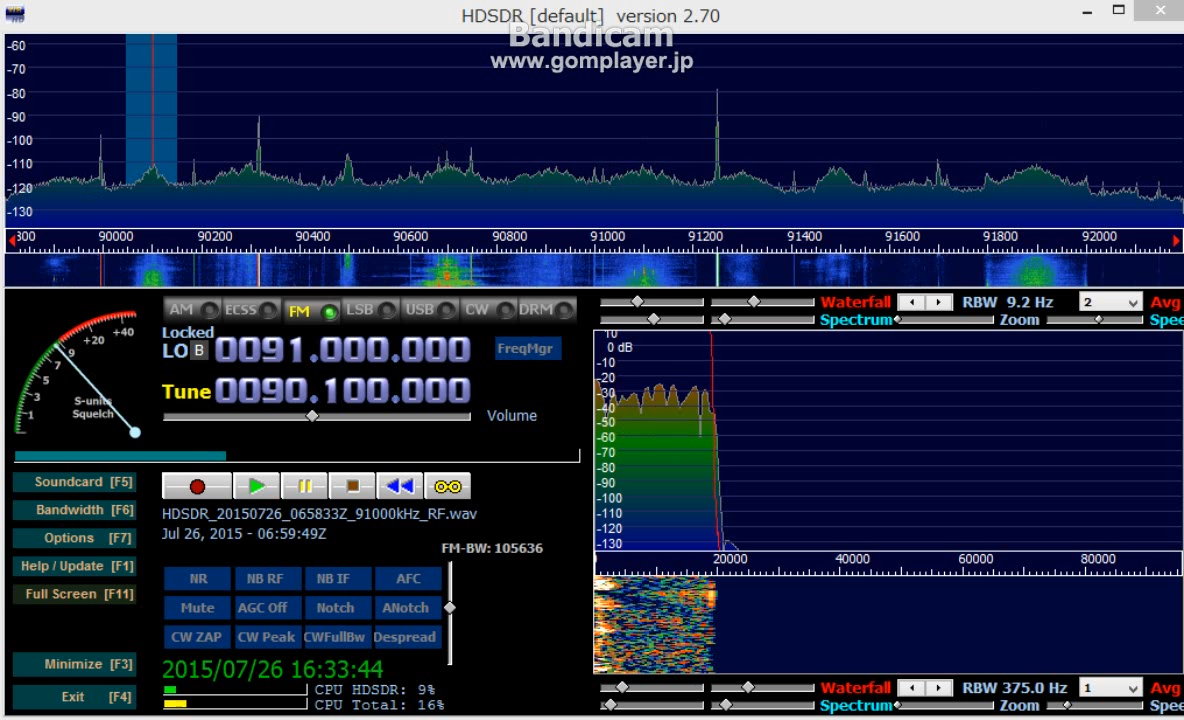 HDSDR [default] version 2.70
Bandicam
www.gomplayer.jp
-60
-70
-80
-90
-100
-110
-120
-130
300 90000 90200 90400 90600 90800 91000 91200 91400 91600 91800 92000
AM ECSS FM LSB USB CW DRM
Locked
LO B 0091.000.000 FreqMgr
Tune 0090.100.000
Volume
+40
+20
9
7
5
3
1
S-units
Squelch
Soundcard [F5]
Bandwidth [F6]
Options [F7]
Help / Update [F1]
Full Screen [F11]
Minimize [F3]
Exit [F4]
HDSDR_20150726_065833Z_91000kHz_RF.wav
Jul 26, 2015 - 06:59:49Z
FM-BW: 105636
NR NB RF NB IF AFC
Mute AGC Off Notch ANotch
CW ZAP CW Peak CWFullBw Despread
2015/07/26 16:33:44
CPU HDSDR: 9%
CPU Total: 16%
Waterfall RBW 9.2 Hz 2 Avg
Spectrum Zoom Spee
10
0 dB
-10
-20
-30
-40
-50
-60
-70
-80
-90
-100
-110
-120
-130
20000 40000 60000 80000
Waterfall RBW 375.0 Hz 1 Avg
Spectrum Zoom Spee